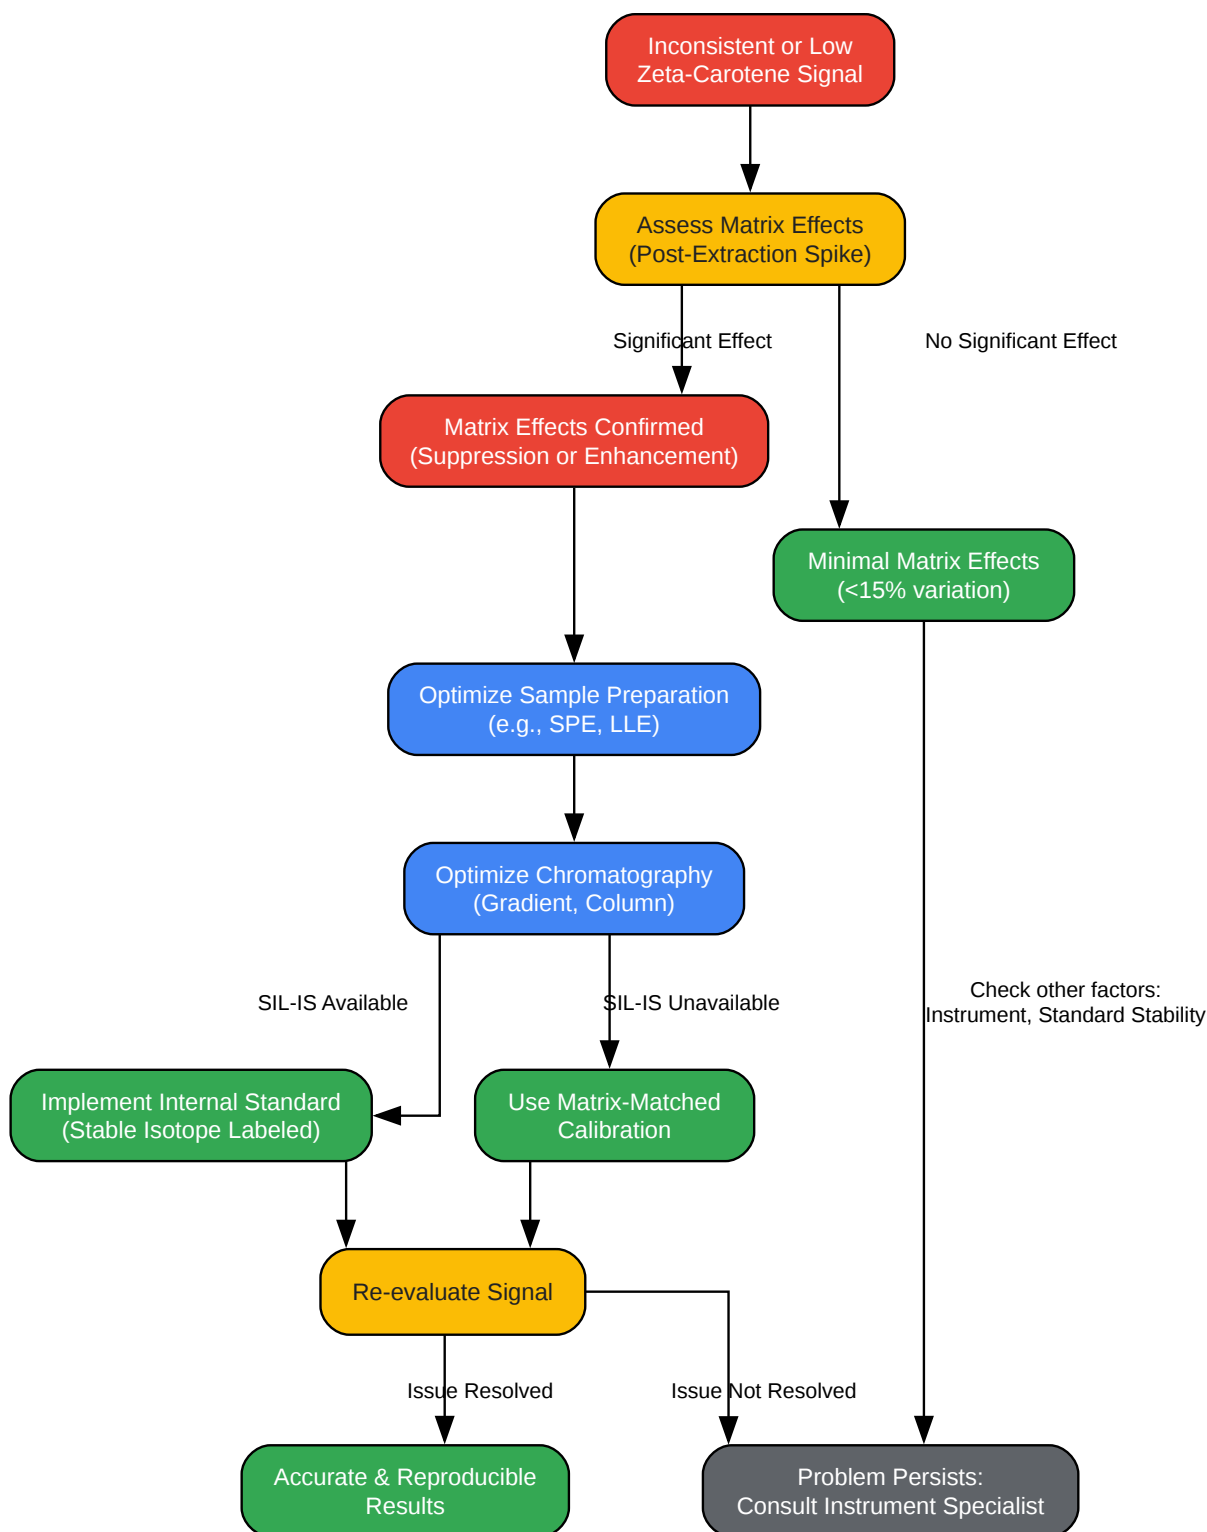 Inconsistent or Low
Zeta-Carotene Signal
Assess Matrix Effects
(Post-Extraction Spike)
Significant Effect
No Significant Effect
Matrix Effects Confirmed
(Suppression or Enhancement)
Minimal Matrix Effects
(<15% variation)
Optimize Sample Preparation
(e.g., SPE, LLE)
Optimize Chromatography
(Gradient, Column)
SIL-IS Available
SIL-IS Unavailable
Check other factors:
Instrument, Standard Stability
Implement Internal Standard
(Stable Isotope Labeled)
Use Matrix-Matched
Calibration
Re-evaluate Signal
Issue Resolved
Issue Not Resolved
Accurate & Reproducible
Results
Problem Persists:
Consult Instrument Specialist